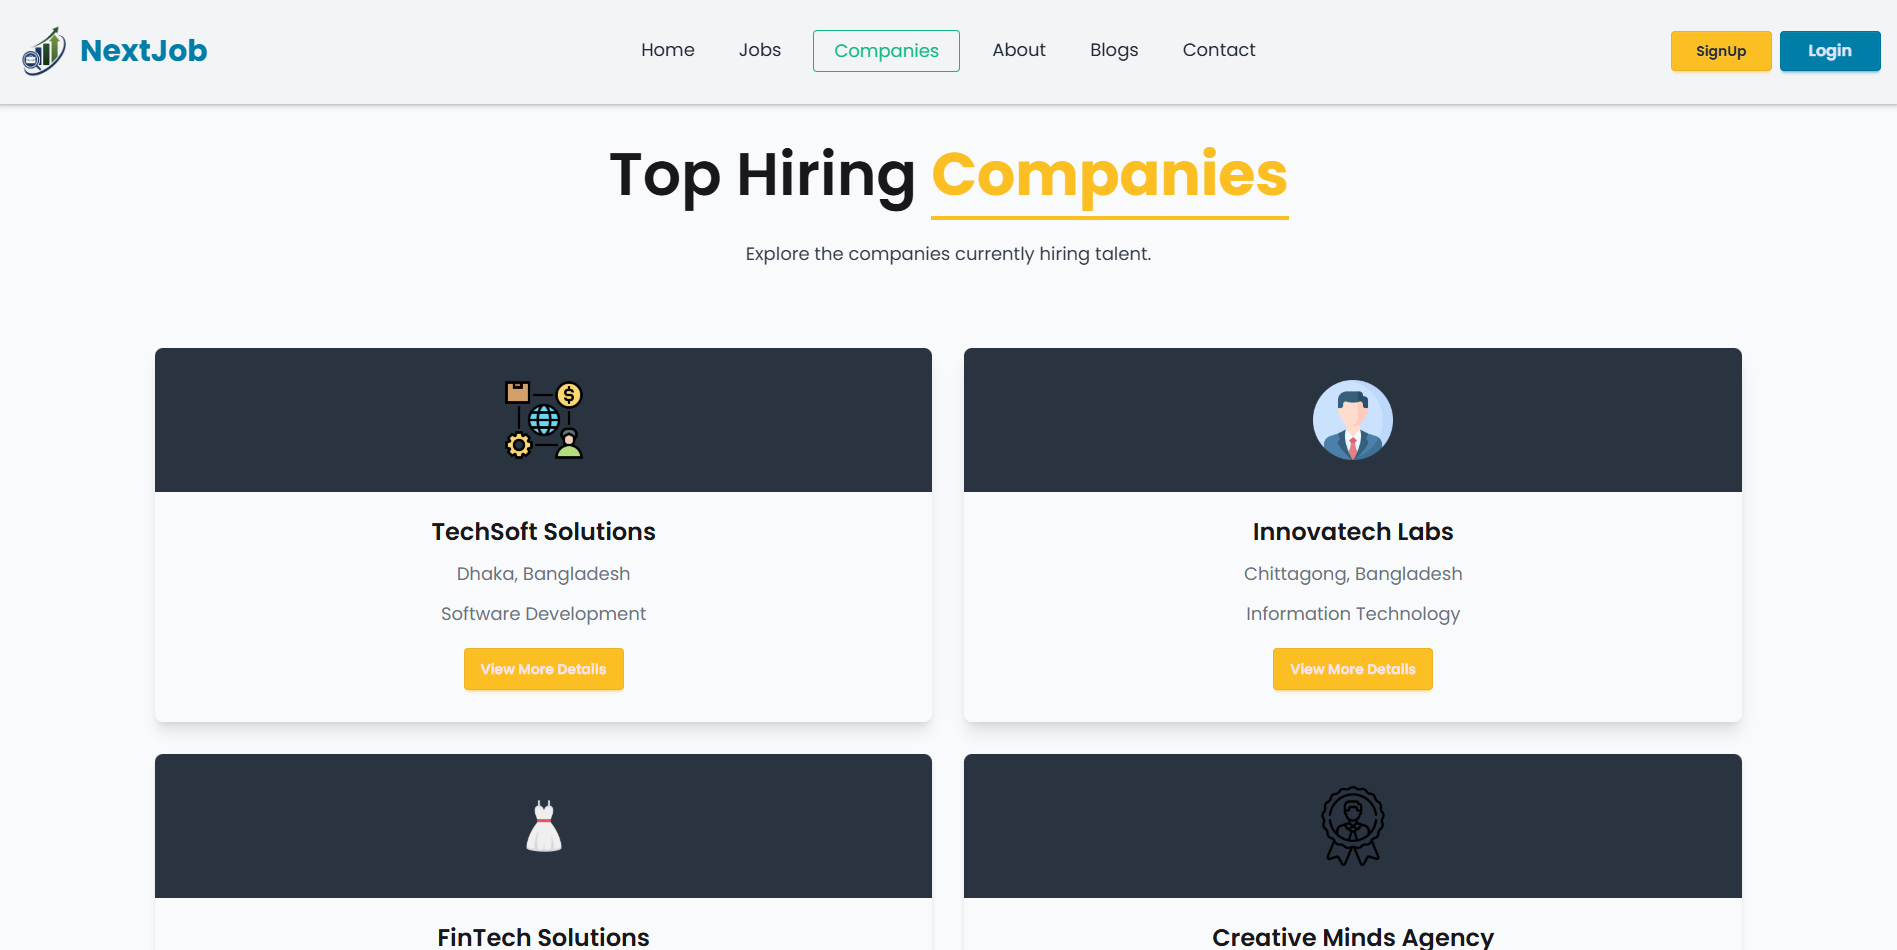 NextJob
Home Jobs Companies About Blogs Contact
SignUp Login
Top Hiring Companies
Explore the companies currently hiring talent.
TechSoft Solutions
Dhaka, Bangladesh
Software Development
View More Details
Innovatech Labs
Chittagong, Bangladesh
Information Technology
View More Details
FinTech Solutions
Creative Minds Agency